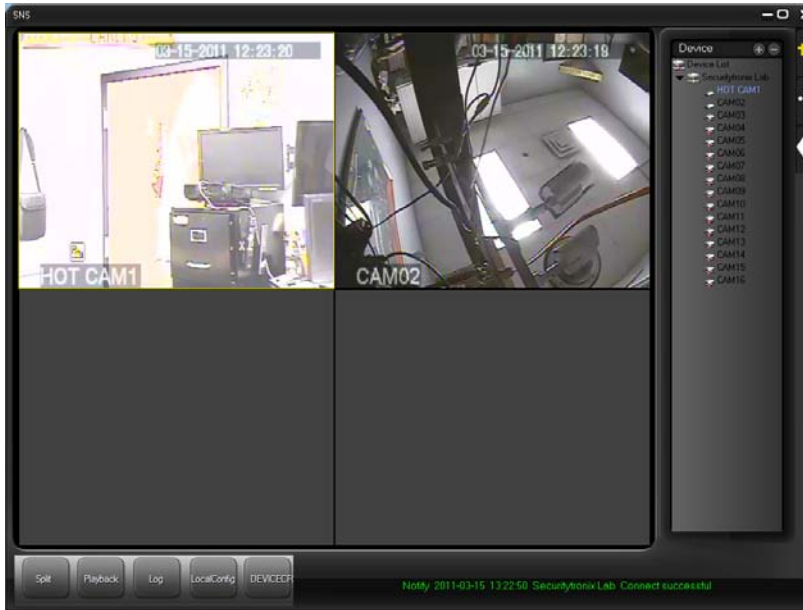 SNS
03-15-2011 12:23:20
HOT CAM1
03-15-2011 12:23:19
CAM02
Device
Device List
Securitytronix Lab
HOT CAM1
CAM02
CAM03
CAM04
CAM05
CAM06
CAM07
CAM08
CAM09
CAM10
CAM11
CAM12
CAM13
CAM14
CAM15
CAM16
Split
Playback
Log
LocalConfig
DEVICECF
Notify 2011-03-15 13:22:50 Securitytronix Lab Connect successful